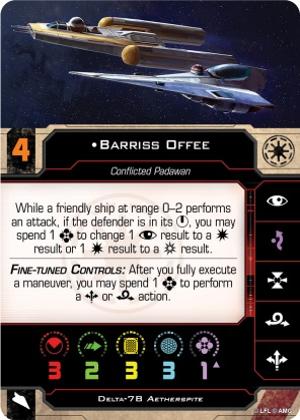 4
•Barriss Offee
Conflicted Padawan
While a friendly ship at range 0–2 performs
an attack, if the defender is in its , you may
spend 1 to change 1 result to a
result or 1 result to a result.
Fine-tuned Controls: After you fully execute
a maneuver, you may spend 1 to perform
a or action.
3 2 3 3 1
Delta-7B Aetherspite
© LFL © AMG